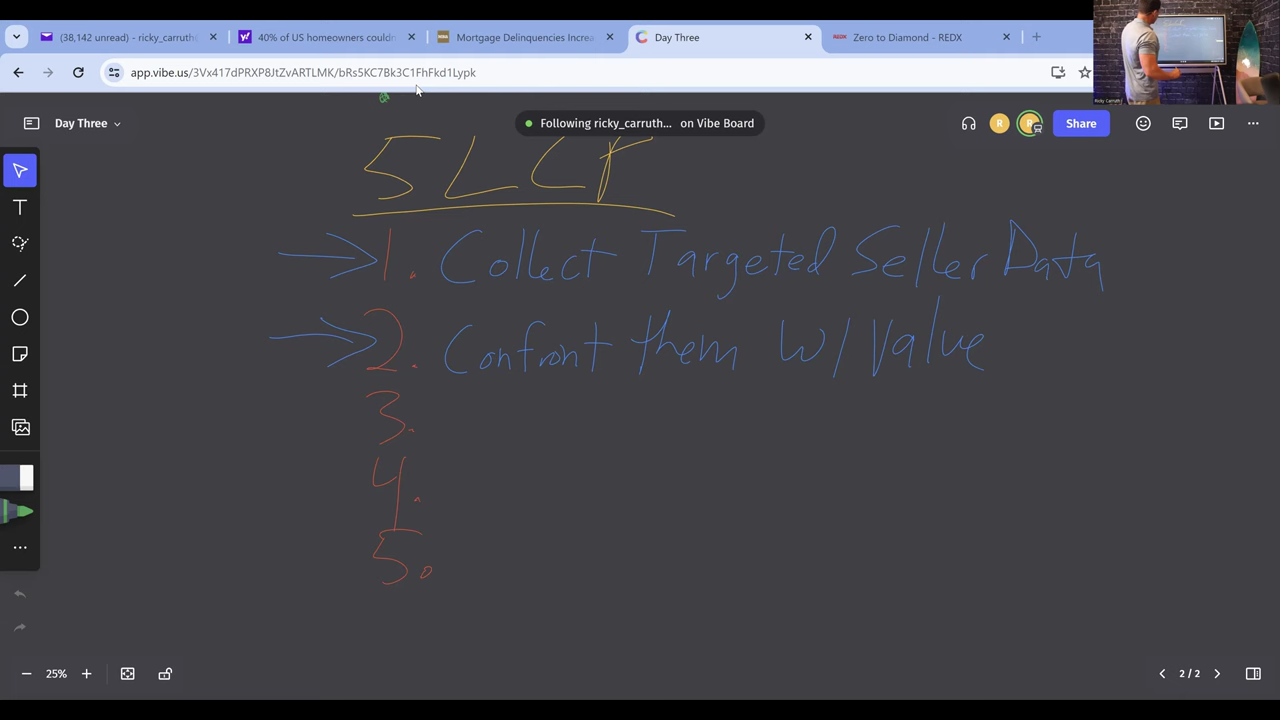 (38,142 unread) - ricky_carruth
40% of US homeowners could
Mortgage Delinquencies Increa
Day Three
Zero to Diamond - REDX
app.vibe.us/3Vx417dPRXP8JtZvARTLMK/bRs5KC7Bk3C1FhFkd1Lypk
Ricky Carruth
Day Three
Following ricky_carruth... on Vibe Board
R
R
Share
5LCF
1. Collect Targeted Seller Data
2. Confront them W/ Value
3.
4.
5.
25%
2 / 2